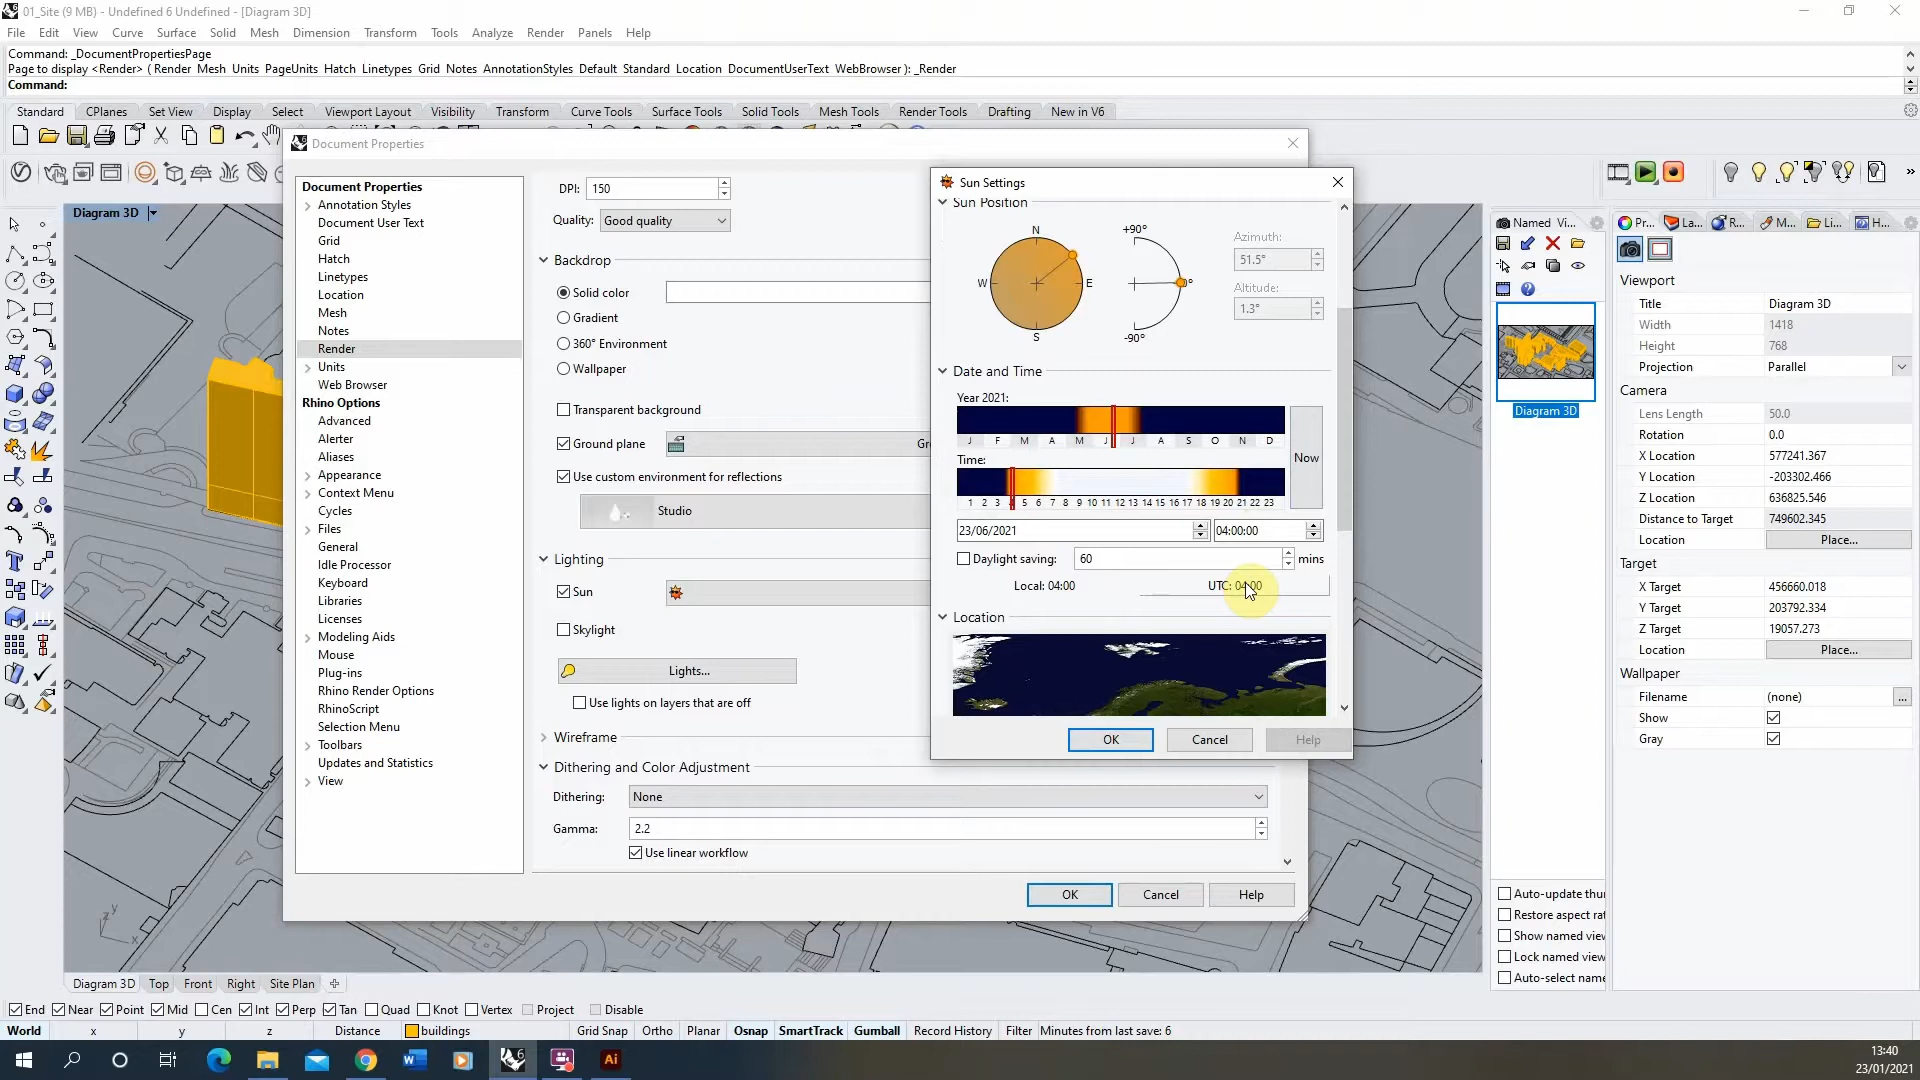 01_Site (9 MB) - Undefined 6 Undefined - [Diagram 3D]
File Edit View Curve Surface Solid Mesh Dimension Transform Tools Analyze Render Panels Help
Command: _DocumentPropertiesPage
Page to display <Render> ( Render Mesh Units PageUnits Hatch Linetypes Grid Notes AnnotationStyles Default Standard Location DocumentUserText WebBrowser ): _Render
Command:
Standard CPlanes Set View Display Select Viewport Layout Visibility Transform Curve Tools Surface Tools Solid Tools Mesh Tools Render Tools Drafting New in V6
Diagram 3D
Document Properties
Document Properties
Annotation Styles
Document User Text
Grid
Hatch
Linetypes
Location
Mesh
Notes
Render
Units
Web Browser
Rhino Options
Advanced
Alerter
Aliases
Appearance
Context Menu
Cycles
Files
General
Idle Processor
Keyboard
Libraries
Licenses
Modeling Aids
Mouse
Plug-ins
Rhino Render Options
RhinoScript
Selection Menu
Toolbars
Updates and Statistics
View
DPI: 150
Quality: Good quality
Backdrop
Solid color
Gradient
360° Environment
Wallpaper
Transparent background
Ground plane Gr
Use custom environment for reflections
Studio
Lighting
Sun
Skylight
Lights...
Use lights on layers that are off
Wireframe
Dithering and Color Adjustment
Dithering: None
Gamma: 2.2
Use linear workflow
OK Cancel Help
Sun Settings
Sun Position
N
W E
S
+90°
-90°
Azimuth:
51.5°
Altitude:
1.3°
Date and Time
Year 2021:
J F M A M J J A S O N D
Now
Time:
1 2 3 4 5 6 7 8 9 10 11 12 13 14 15 16 17 18 19 20 21 22 23
23/06/2021 04:00:00
Daylight saving: 60 mins
Local: 04:00 UTC: 04:00
Location
OK Cancel Help
Named Vi...
Diagram 3D
Auto-update thu
Restore aspect rat
Show named view
Lock named view
Auto-select name
Pr... La... R... M... Li... H...
Viewport
Title Diagram 3D
Width 1418
Height 768
Projection Parallel
Camera
Lens Length 50.0
Rotation 0.0
X Location 577241.367
Y Location -203302.466
Z Location 636825.546
Distance to Target 749602.345
Location Place...
Target
X Target 456660.018
Y Target 203792.334
Z Target 19057.273
Location Place...
Wallpaper
Filename (none) ...
Show
Gray
y
x
Diagram 3D Top Front Right Site Plan
End Near Point Mid Cen Int Perp Tan Quad Knot Vertex Project Disable
World x y z Distance buildings Grid Snap Ortho Planar Osnap SmartTrack Gumball Record History Filter Minutes from last save: 6
13:40
23/01/2021